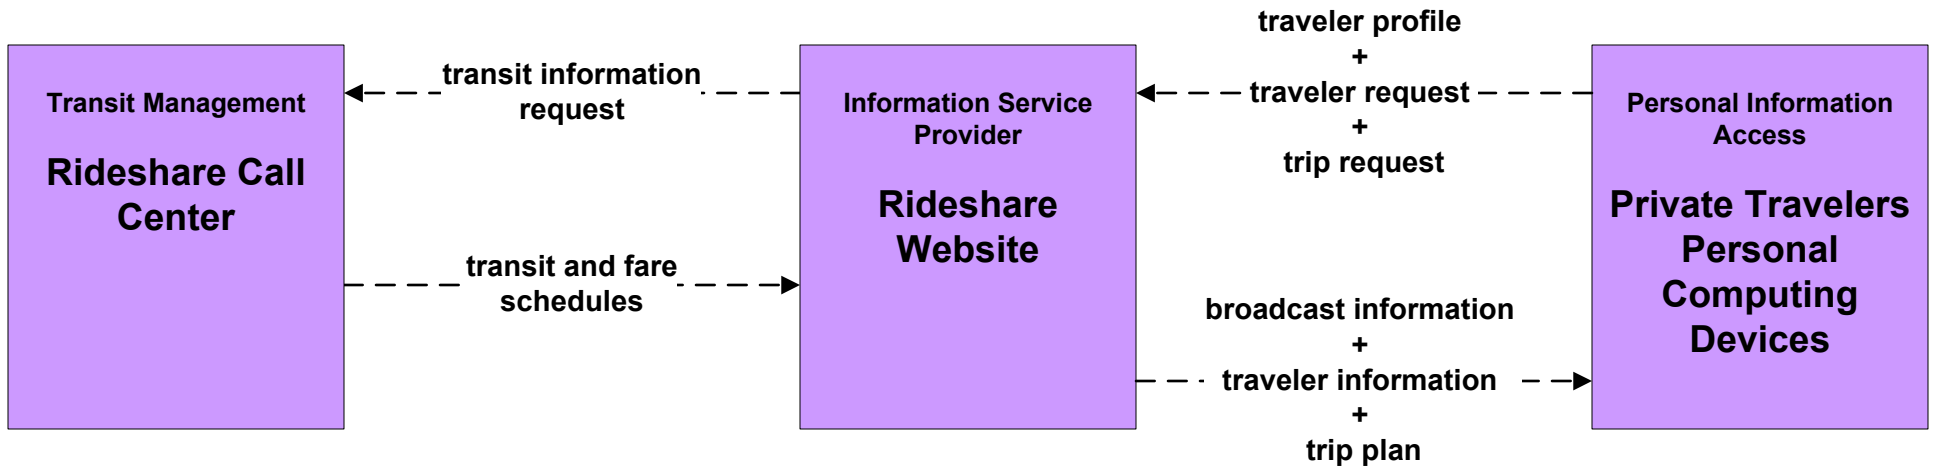 Transit Management
Rideshare Call
Center
transit information
request
transit and fare
schedules
Information Service
Provider
Rideshare
Website
traveler profile
+
traveler request
+
trip request
broadcast information
+
traveler information
+
trip plan
Personal Information
Access
Private Travelers
Personal
Computing
Devices